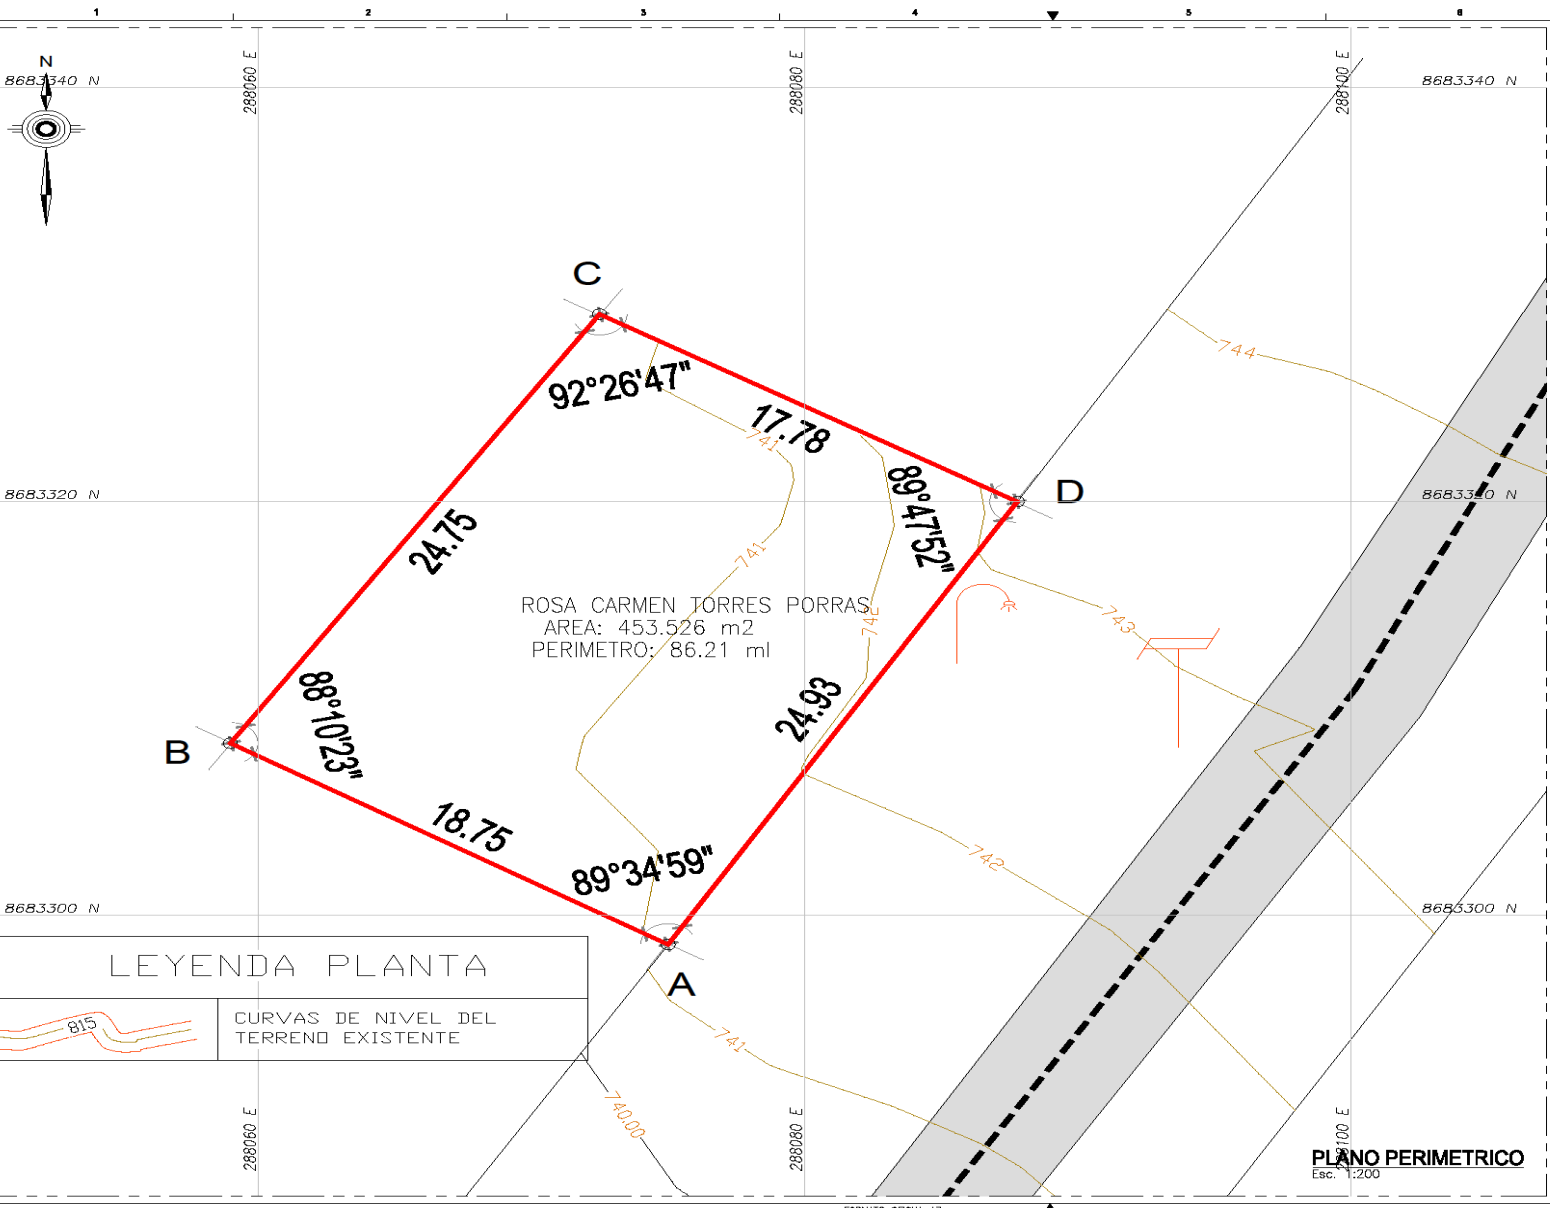 1 2 3 4 5 6
N
8683340 N
288060 E
288080 E
288100 E
8683340 N
C
92°26'47"
17.78
741
744
D
89°47'52"
8683320 N
8683320 N
24.75
741
ROSA CARMEN TORRES PORRAS
AREA: 453.526 m2
PERIMETRO: 86.21 ml
742
743
24.93
B
88°10'23"
18.75
89°34'59"
742
8683300 N
8683300 N
A
LEYENDA PLANTA
815
CURVAS DE NIVEL DEL
TERRENO EXISTENTE
741
740.00
288060 E
288080 E
288100 E
PLANO PERIMETRICO
Esc. 1:200